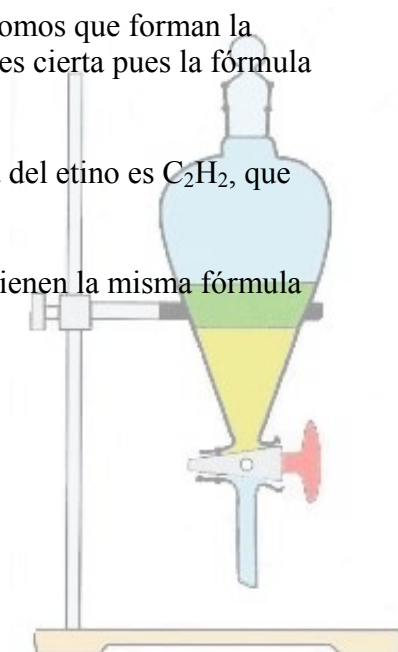 omos que forman la
es cierta pues la fórmula
del etino es C₂H₂, que
ienen la misma fórmula